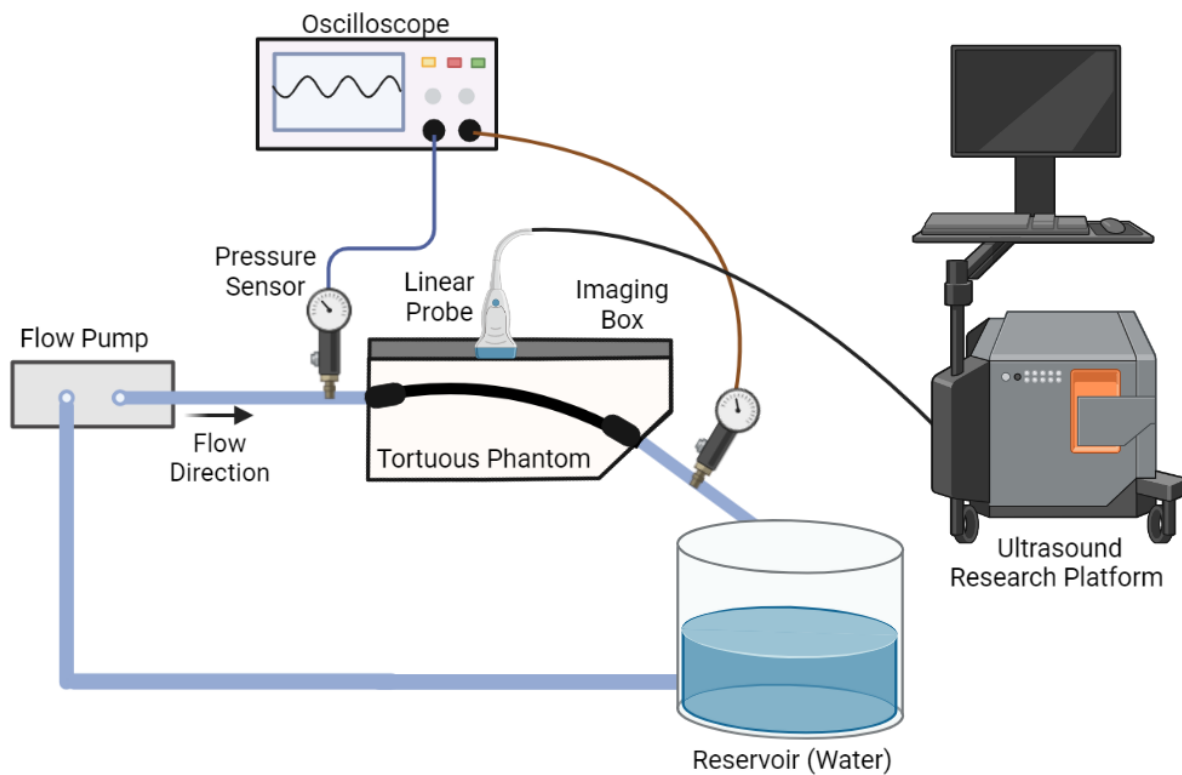 Oscilloscope
Pressure
Sensor
Linear
Probe
Imaging
Box
Flow Pump
Flow
Direction
Tortuous Phantom
Ultrasound
Research Platform
Reservoir (Water)